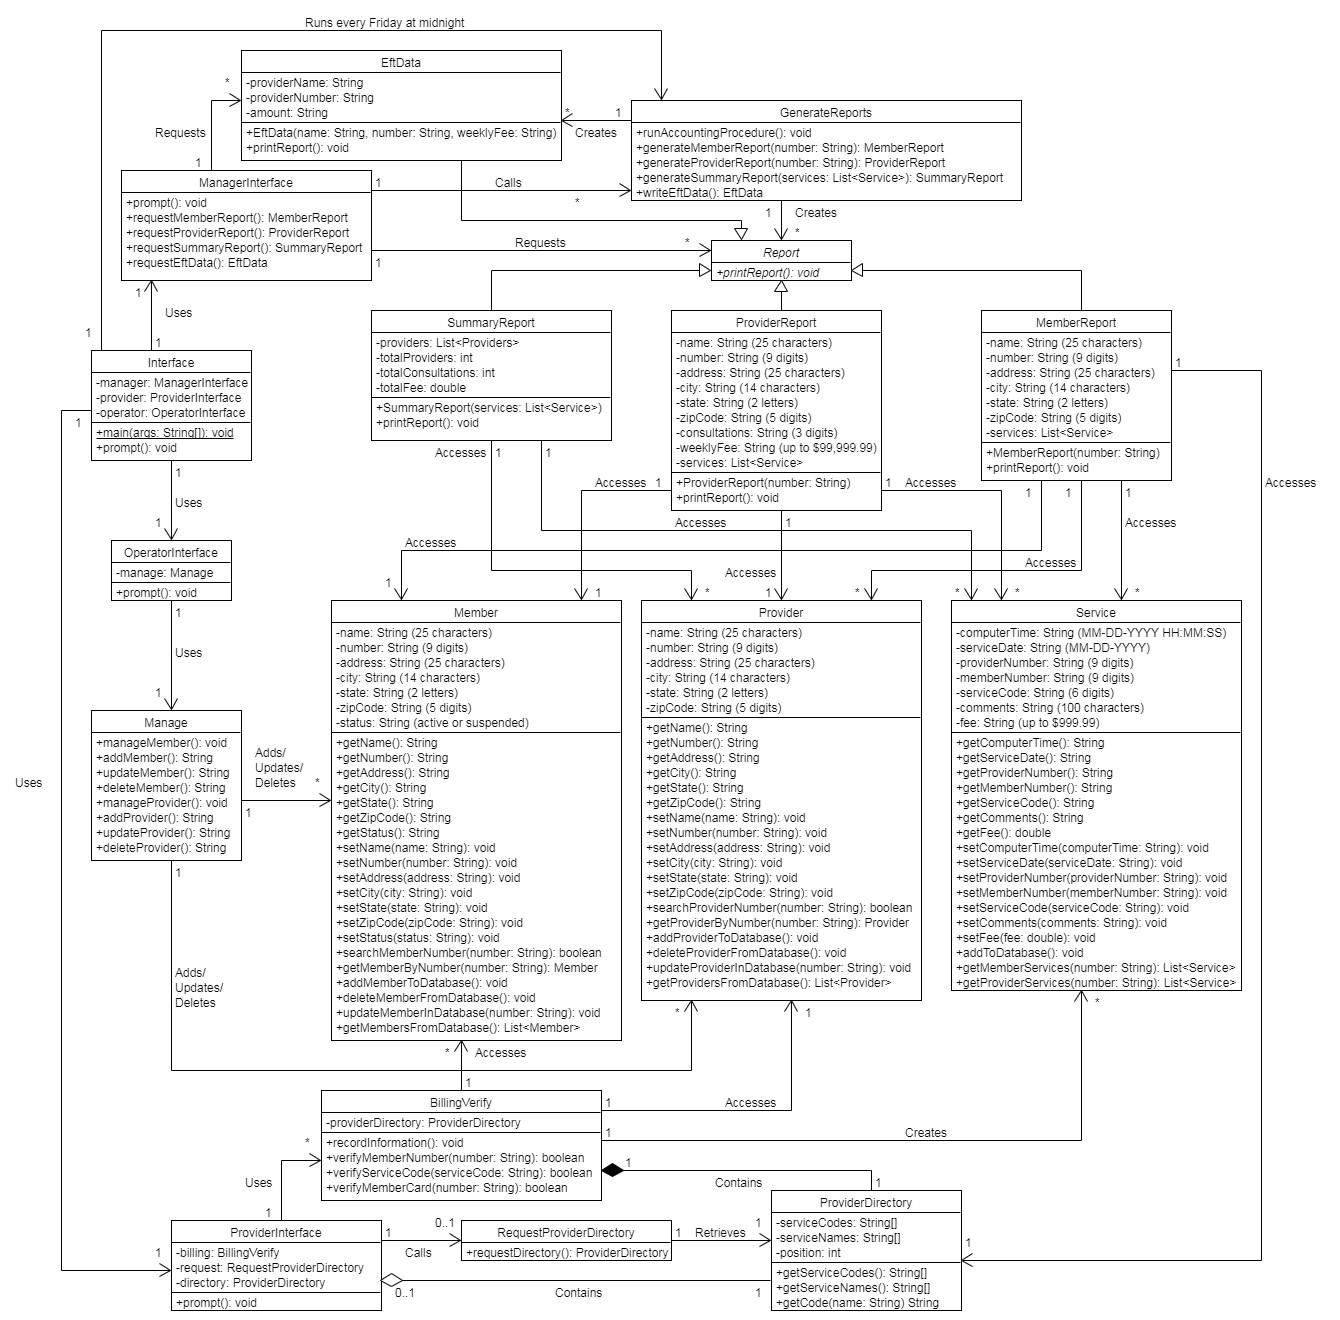 Runs every Friday at midnight
EftData
-providerName: String
-providerNumber: String
-amount: String
+EftData(name: String, number: String, weeklyFee: String)
+printReport(): void
*
Requests
1
*
1
Creates
GenerateReports
+runAccountingProcedure(): void
+generateMemberReport(number: String): MemberReport
+generateProviderReport(number: String): ProviderReport
+generateSummaryReport(services: List<Service>): SummaryReport
+writeEftData(): EftData
ManagerInterface
+prompt(): void
+requestMemberReport(): MemberReport
+requestProviderReport(): ProviderReport
+requestSummaryReport(): SummaryReport
+requestEftData(): EftData
1
Calls
*
1
Creates
*
Requests
*
1
Report
+printReport(): void
1
Uses
1
1
SummaryReport
-providers: List<Providers>
-totalProviders: int
-totalConsultations: int
-totalFee: double
+SummaryReport(services: List<Service>)
+printReport(): void
ProviderReport
-name: String (25 characters)
-number: String (9 digits)
-address: String (25 characters)
-city: String (14 characters)
-state: String (2 letters)
-zipCode: String (5 digits)
-consultations: String (3 digits)
-weeklyFee: String (up to $99,999.99)
-services: List<Service>
+ProviderReport(number: String)
+printReport(): void
MemberReport
-name: String (25 characters)
-number: String (9 digits)
-address: String (25 characters)
-city: String (14 characters)
-state: String (2 letters)
-zipCode: String (5 digits)
-services: List<Service>
+MemberReport(number: String)
+printReport(): void
1
Interface
-manager: ManagerInterface
-provider: ProviderInterface
-operator: OperatorInterface
+main(args: String[]): void
+prompt(): void
1
1
Uses
1
Accesses
1
1
Accesses
1
1
Accesses
1
1
1
Accesses
Accesses
1
Accesses
Accesses
Accesses
Accesses
OperatorInterface
-manage: Manage
+prompt(): void
1
Uses
1
1
1
*
1
*
*
*
*
Member
-name: String (25 characters)
-number: String (9 digits)
-address: String (25 characters)
-city: String (14 characters)
-state: String (2 letters)
-zipCode: String (5 digits)
-status: String (active or suspended)
+getName(): String
+getNumber(): String
+getAddress(): String
+getCity(): String
+getState(): String
+getZipCode(): String
+getStatus(): String
+setName(name: String): void
+setNumber(number: String): void
+setAddress(address: String): void
+setCity(city: String): void
+setState(state: String): void
+setZipCode(zipCode: String): void
+setStatus(status: String): void
+searchMemberNumber(number: String): boolean
+getMemberByNumber(number: String): Member
+addMemberToDatabase(): void
+deleteMemberFromDatabase(): void
+updateMemberInDatabase(number: String): void
+getMembersFromDatabase(): List<Member>
Provider
-name: String (25 characters)
-number: String (9 digits)
-address: String (25 characters)
-city: String (14 characters)
-state: String (2 letters)
-zipCode: String (5 digits)
+getName(): String
+getNumber(): String
+getAddress(): String
+getCity(): String
+getState(): String
+getZipCode(): String
+setName(name: String): void
+setNumber(number: String): void
+setAddress(address: String): void
+setCity(city: String): void
+setState(state: String): void
+setZipCode(zipCode: String): void
+searchProviderNumber(number: String): boolean
+getProviderByNumber(number: String): Provider
+addProviderToDatabase(): void
+deleteProviderFromDatabase(): void
+updateProviderInDatabase(number: String): void
+getProvidersFromDatabase(): List<Provider>
Service
-computerTime: String (MM-DD-YYYY HH:MM:SS)
-serviceDate: String (MM-DD-YYYY)
-providerNumber: String (9 digits)
-memberNumber: String (9 digits)
-serviceCode: String (6 digits)
-comments: String (100 characters)
-fee: String (up to $999.99)
+getComputerTime(): String
+getServiceDate(): String
+getProviderNumber(): String
+getMemberNumber(): String
+getServiceCode(): String
+getComments(): String
+getFee(): double
+setComputerTime(computerTime: String): void
+setServiceDate(serviceDate: String): void
+setProviderNumber(providerNumber: String): void
+setMemberNumber(memberNumber: String): void
+setServiceCode(serviceCode: String): void
+setComments(comments: String): void
+setFee(fee: double): void
+addToDatabase(): void
+getMemberServices(number: String): List<Service>
+getProviderServices(number: String): List<Service>
Manage
+manageMember(): void
+addMember(): String
+updateMember(): String
+deleteMember(): String
+manageProvider(): void
+addProvider(): String
+updateProvider(): String
+deleteProvider(): String
Adds/
Updates/
Deletes
*
1
Uses
1
Adds/
Updates/
Deletes
*
1
*
*
Accesses
1
BillingVerify
-providerDirectory: ProviderDirectory
+recordInformation(): void
+verifyMemberNumber(number: String): boolean
+verifyServiceCode(serviceCode: String): boolean
+verifyMemberCard(number: String): boolean
1
Accesses
1
Creates
1
Contains
1
*
Uses
1
ProviderInterface
-billing: BillingVerify
-request: RequestProviderDirectory
-directory: ProviderDirectory
+prompt(): void
1
1
Calls
0..1
RequestProviderDirectory
+requestDirectory(): ProviderDirectory
1
Retrieves
1
ProviderDirectory
-serviceCodes: String[]
-serviceNames: String[]
-position: int
+getServiceCodes(): String[]
+getServiceNames(): String[]
+getCode(name: String) String
1
0..1
Contains
1